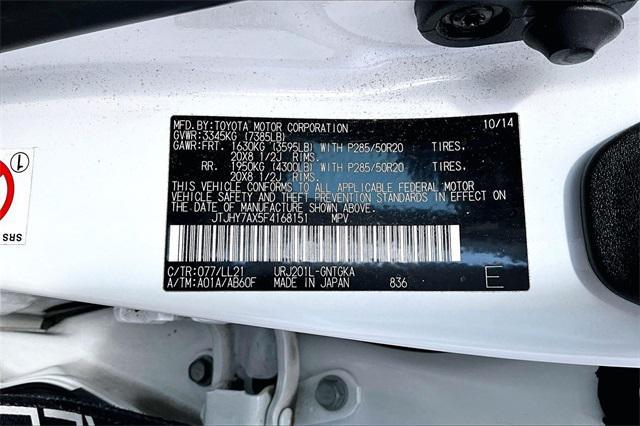 MFD.BY:TOYOTA MOTOR CORPORATION 10/14
GVWR:3345KG (7385LB)
GAWR:FRT. 1630KG (3595LB) WITH P285/50R20 TIRES,
20X8 1/2J RIMS.
RR. 1950KG (4300LB) WITH P285/50R20 TIRES,
20X8 1/2J RIMS.
THIS VEHICLE CONFORMS TO ALL APPLICABLE FEDERAL MOTOR
VEHICLE SAFETY AND THEFT PREVENTION STANDARDS IN EFFECT ON
THE DATE OF MANUFACTURE SHOWN ABOVE.
JTJHY7AX5F4168151 MPV
C/TR:077/LL21 URJ201L-GNTGKA
A/TM:A01A/AB60F MADE IN JAPAN 836 E
1
SRS